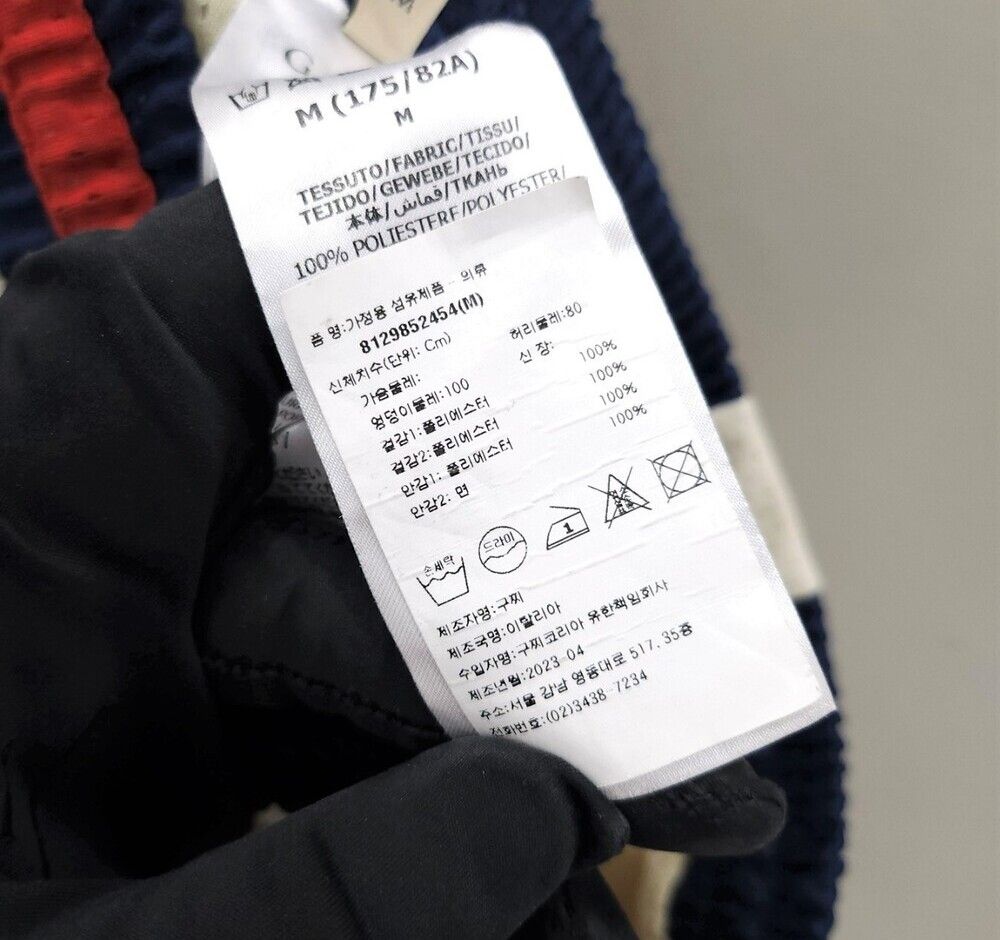 M (175/82A)
M
TESSUTO/FABRIC/TISSU/
TEJIDO/GEWEBE/TECIDO/
本体/قماش/ТКАНЬ
100% POLIESTERE/POLYESTER/
품 명:가정용 섬유제품 - 의류
8129852454(M)
신체치수(단위: Cm)
가슴둘레: 허리둘레:80
엉덩이둘레:100 신 장:
겉감1:폴리에스터 100%
겉감2:폴리에스터 100%
안감1: 폴리에스터 100%
안감2: 면 100%
손세탁 드라이 1
제조자명:구찌
제조국명:이탈리아
수입자명:구찌코리아 유한책임회사
제조년월:2023-04
주소:서울 강남 영동대로 517, 35층
전화번호:(02)3438-7234